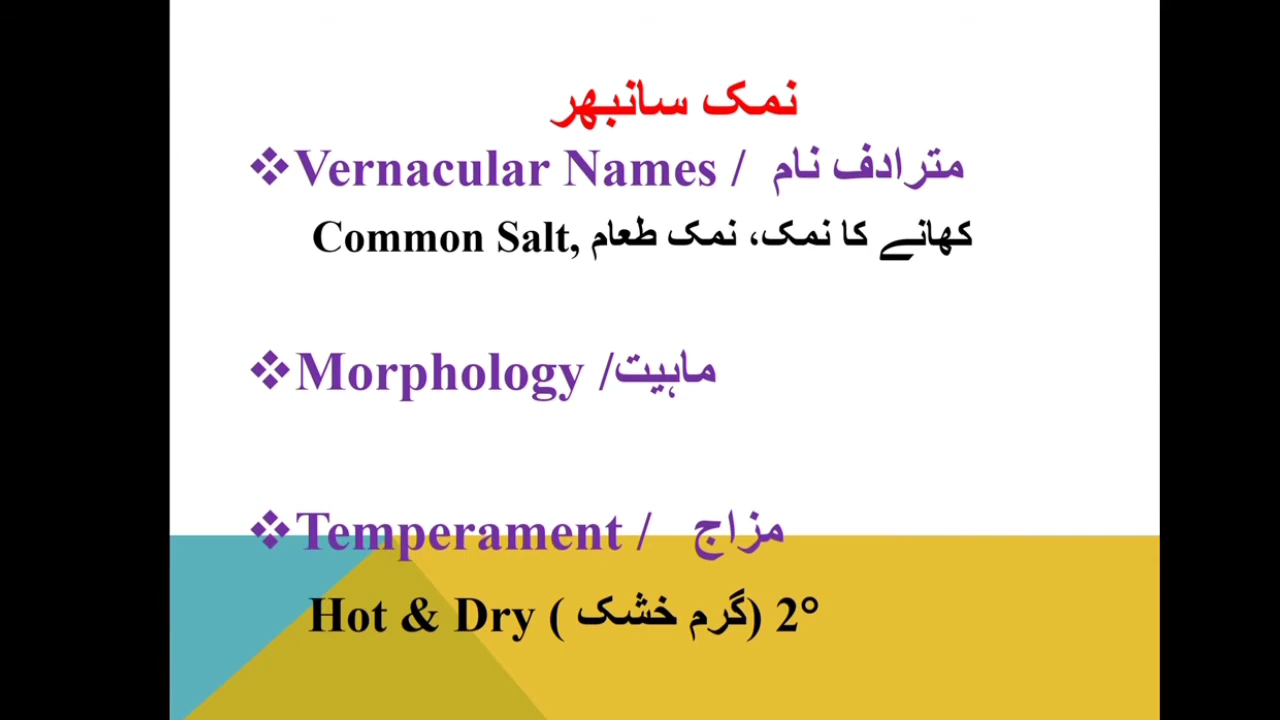 نمک سانبھر
❖Vernacular Names / مترادف نام
Common Salt, کھانے کا نمک، نمک طعام
❖Morphology /ماہیت
❖Temperament / مزاج
Hot & Dry ( گرم خشک) 2°